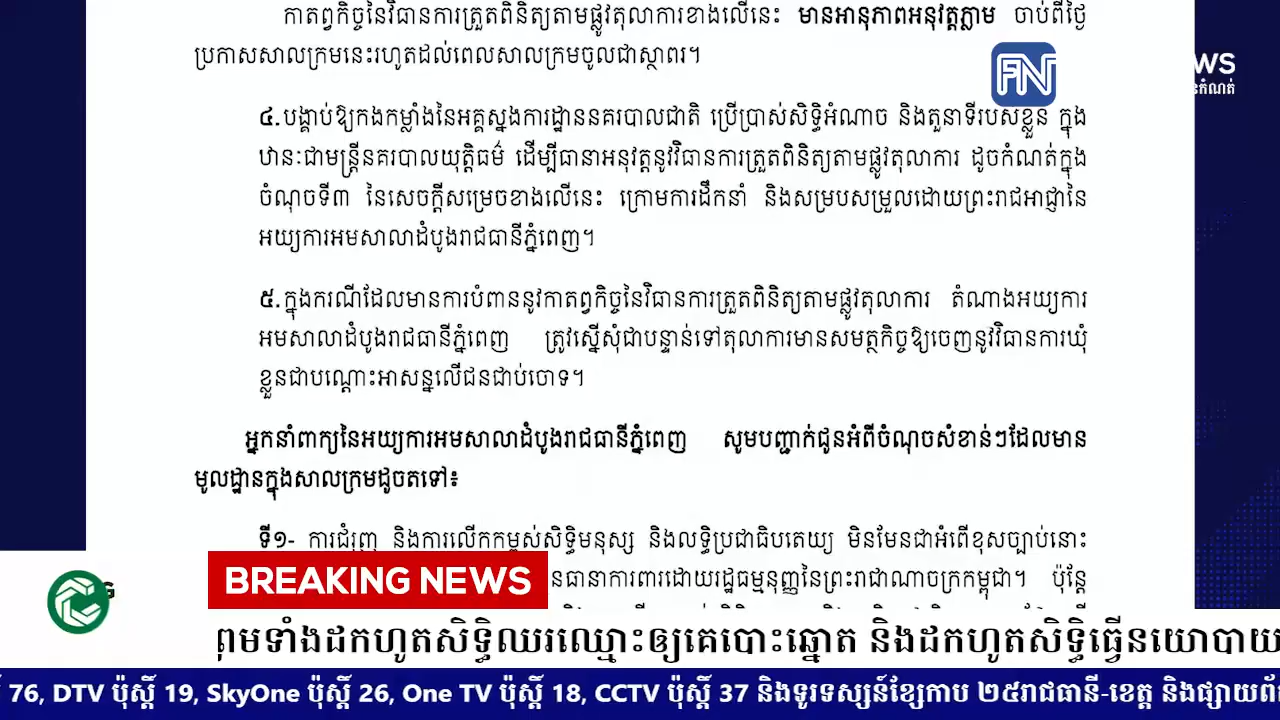 កាតព្វកិច្ចនៃវិធានការត្រួតពិនិត្យតាមផ្លូវតុលាការខាងលើនេះ មានអានុភាពអនុវត្តភ្លាម ចាប់ពីថ្ងៃ
ប្រកាសសាលក្រមនេះរហូតដល់ពេលសាលក្រមចូលជាស្ថាពរ។
FN
WS
កំណត់
៤.បង្គាប់ឱ្យកងកម្លាំងនៃអគ្គស្នងការដ្ឋាននគរបាលជាតិ ប្រើប្រាស់សិទ្ធិអំណាច និងតួនាទីរបស់ខ្លួន ក្នុង
ឋានៈជាមន្ត្រីនគរបាលយុត្តិធម៌ ដើម្បីធានាអនុវត្តនូវវិធានការត្រួតពិនិត្យតាមផ្លូវតុលាការ ដូចកំណត់ក្នុង
ចំណុចទី៣ នៃសេចក្តីសម្រេចខាងលើនេះ ក្រោមការដឹកនាំ និងសម្របសម្រួលដោយព្រះរាជអាជ្ញានៃ
អយ្យការអមសាលាដំបូងរាជធានីភ្នំពេញ។
៥.ក្នុងករណីដែលមានការបំពាននូវកាតព្វកិច្ចនៃវិធានការត្រួតពិនិត្យតាមផ្លូវតុលាការ តំណាងអយ្យការ
អមសាលាដំបូងរាជធានីភ្នំពេញ ត្រូវស្នើសុំជាបន្ទាន់ទៅតុលាការមានសមត្ថកិច្ចឱ្យចេញនូវវិធានការឃុំ
ខ្លួនជាបណ្តោះអាសន្នលើជនជាប់ចោទ។
អ្នកនាំពាក្យនៃអយ្យការអមសាលាដំបូងរាជធានីភ្នំពេញ សូមបញ្ជាក់ជូនអំពីចំណុចសំខាន់ៗដែលមាន
មូលដ្ឋានក្នុងសាលក្រមដូចតទៅ៖
ទី១- ការជំរុញ និងការលើកកម្ពស់សិទ្ធិមនុស្ស និងលទ្ធិប្រជាធិបតេយ្យ មិនមែនជាអំពើខុសច្បាប់នោះ
នធានាការពារដោយរដ្ឋធម្មនុញ្ញនៃព្រះរាជាណាចក្រកម្ពុជា។ ប៉ុន្តែ
BREAKING NEWS
ពុមទាំងដកហូតសិទ្ធិឈរឈ្មោះឲ្យគេបោះឆ្នោត និងដកហូតសិទ្ធិធ្វើនយោបាយ
76, DTV ប៉ុស្តិ៍ 19, SkyOne ប៉ុស្តិ៍ 26, One TV ប៉ុស្តិ៍ 18, CCTV ប៉ុស្តិ៍ 37 និងទូរទស្សន៍ខ្សែកាប ២៥រាជធានី-ខេត្ត និងផ្សាយព័